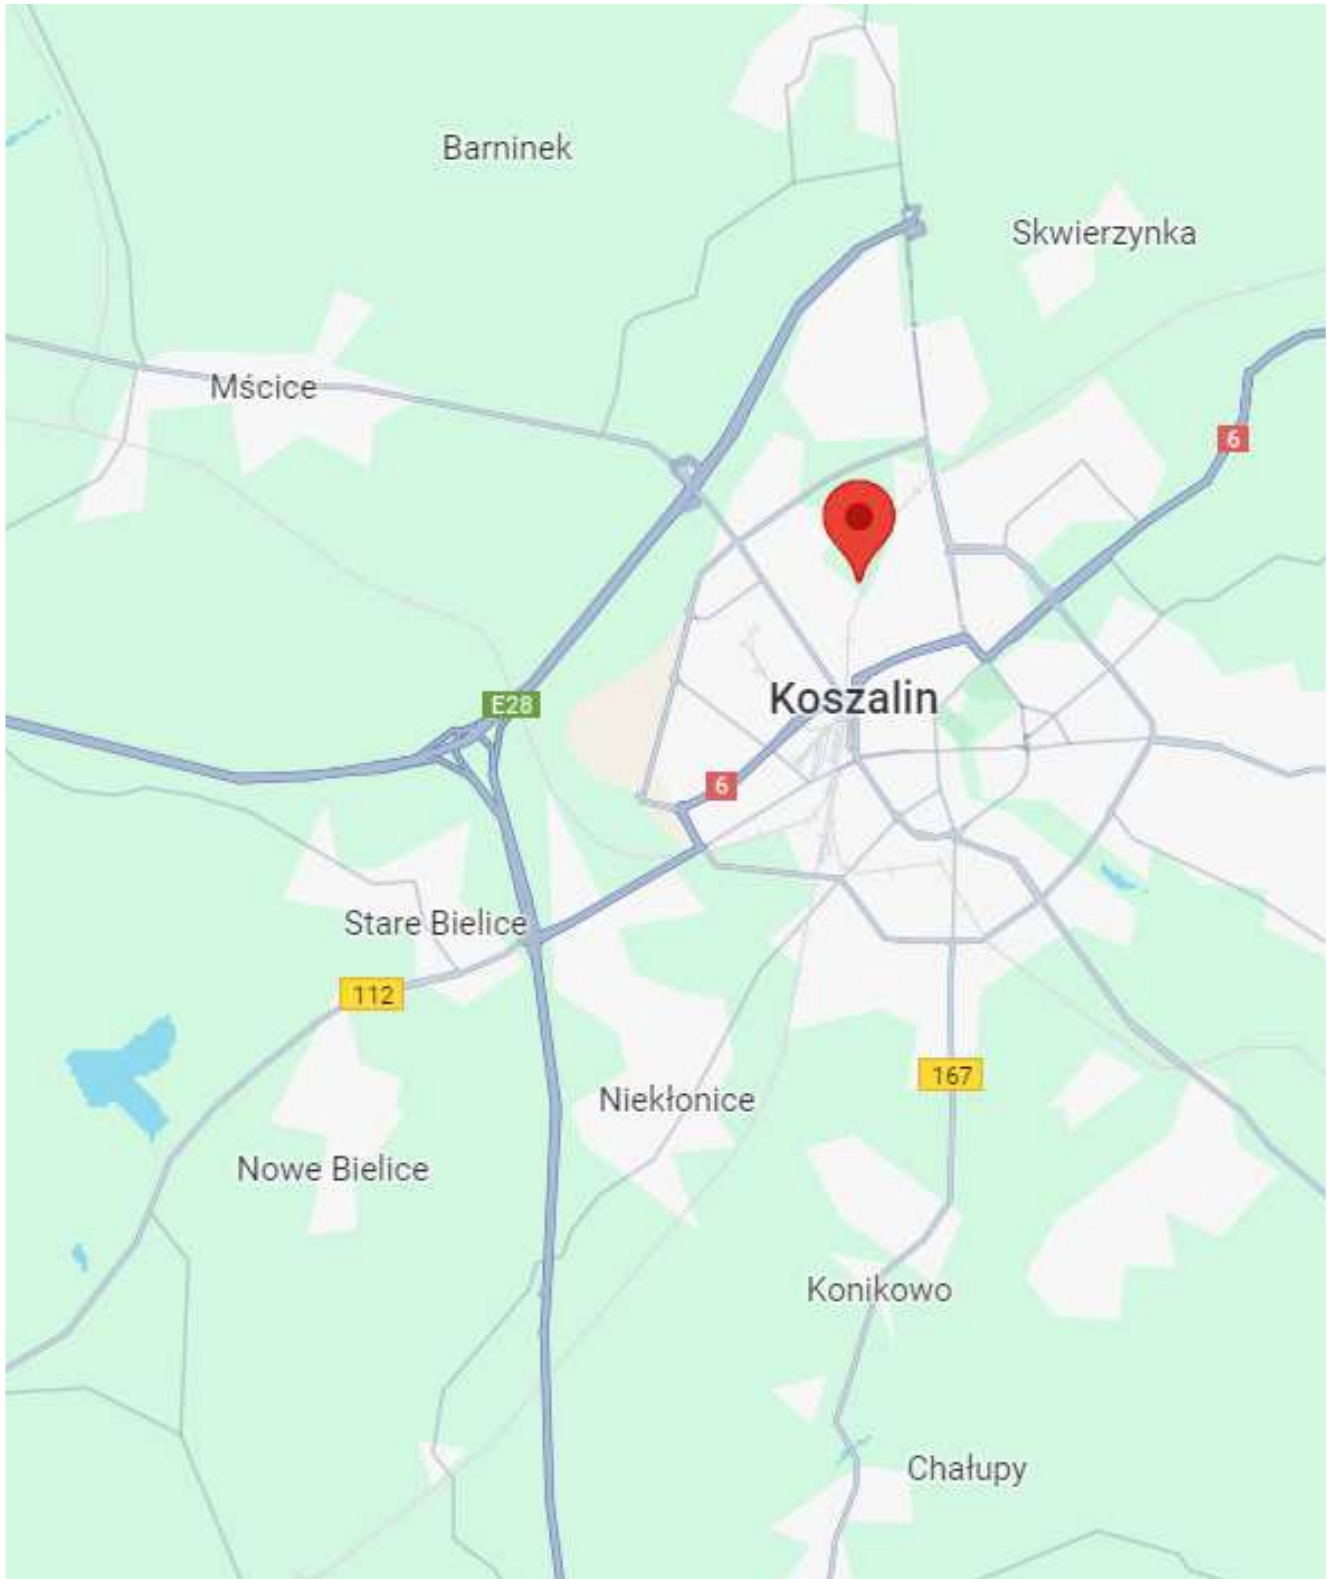 Barninek
Skwierzynka
Mścice
6
E28
Koszalin
6
Stare Bielice
112
167
Niekłonice
Nowe Bielice
Konikowo
Chałupy